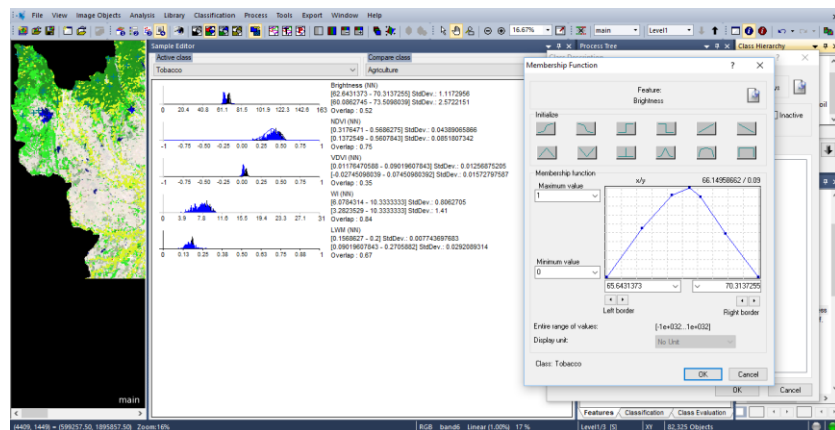 File View Image Objects Analysis Library Classification Process Tools Export Window Help
16.67% main Level1
Sample Editor
Active class Compare class
Tobacco Agriculture
Brightness (NN)
[62.6431373 - 70.3137255] StdDev.: 1.1172956
[60.0862745 - 73.5098039] StdDev.: 2.5722151
Overlap : 0.52
0 20.4 40.8 61.1 81.5 101.9 122.3 142.6 163
NDVI (NN)
[0.3176471 - 0.5686275] StdDev.: 0.04389065866
[0.1372549 - 0.5607843] StdDev.: 0.0851807342
Overlap : 0.75
-1 -0.75 -0.50 -0.25 0 0.25 0.50 0.75 1
VDVI (NN)
[0.01176470588 - 0.09019607843] StdDev.: 0.01256875205
[-0.02745098039 - 0.07450980392] StdDev.: 0.01572797587
Overlap : 0.35
-1 -0.75 -0.50 -0.25 0 0.25 0.50 0.75 1
WI (NN)
[6.0784314 - 10.3333333] StdDev.: 0.8062705
[3.2823529 - 10.3333333] StdDev.: 1.41
Overlap : 0.84
0 3.9 7.8 11.6 15.5 19.4 23.3 27.1 31
LWM (NN)
[0.1568627 - 0.2] StdDev.: 0.007743697683
[0.09019607843 - 0.2705882] StdDev.: 0.0292089314
Overlap : 0.67
0 0.13 0.25 0.38 0.50 0.63 0.75 0.88 1
Process Tree
Class Hierarchy
Membership Function ? X
Feature:
Brightness
Initialize
Membership function
Maximum value x/y 66.14958662 / 0.09
1
Minimum value
0
65.6431373 70.3137255
Left border Right border
Entire range of values: [-1e+032...1e+032]
Display unit: No Unit
Class: Tobacco
OK Cancel
Inactive
oil
OK Cancel
main
Features Classification Class Evaluation
(4409, 1449) = (599257.50, 1895857.50) Zoom:16% RGB band6 Linear (1.00%) 17 % Level1/3 [S] XY 82,325 Objects